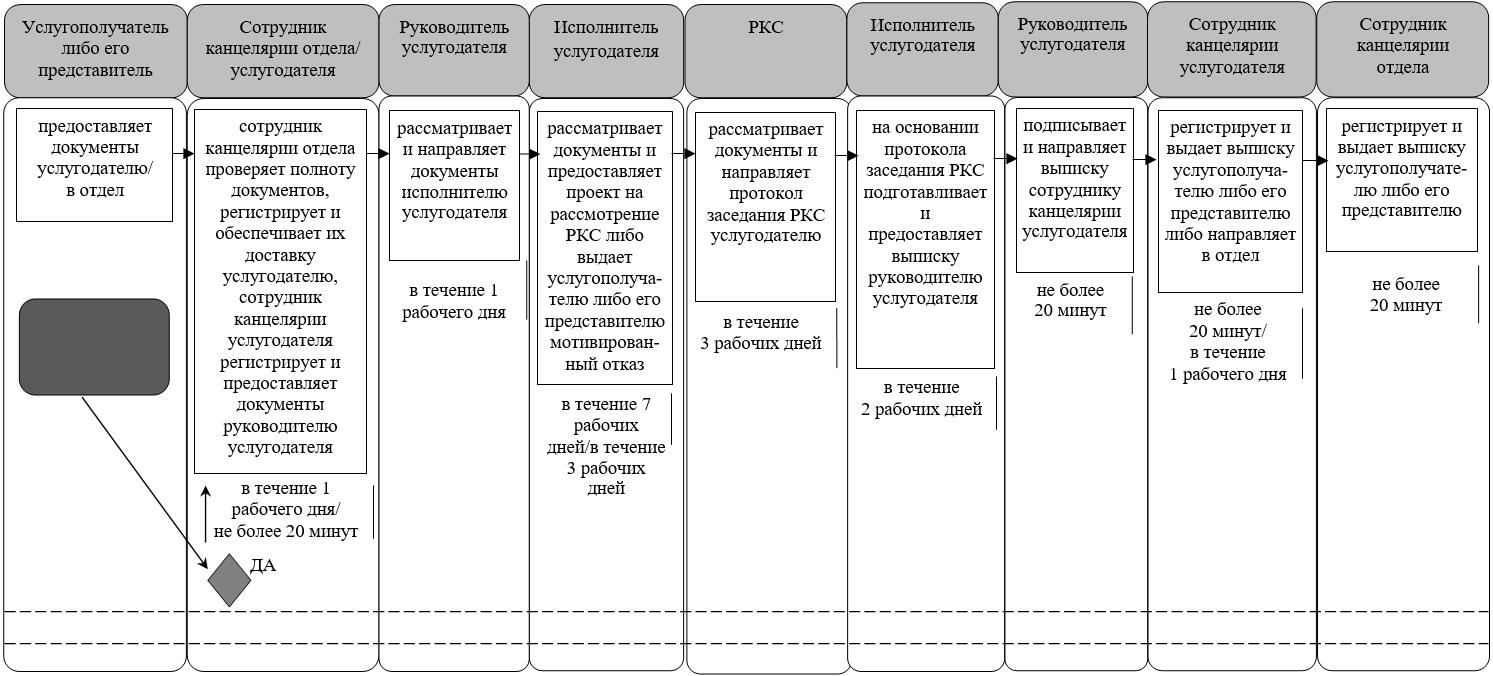 Услугополучатель
либо его
представитель
Сотрудник
канцелярии отдела/
услугодателя
Руководитель
услугодателя
Исполнитель
услугодателя
РКС
Исполнитель
услугодателя
Руководитель
услугодателя
Сотрудник
канцелярии
услугодателя
Сотрудник
канцелярии
отдела
предоставляет
документы
услугодателю/
в отдел
сотрудник
канцелярии отдела
проверяет полноту
документов,
регистрирует и
обеспечивает их
доставку
услугодателю,
сотрудник
канцелярии
услугодателя
регистрирует и
предоставляет
документы
руководителю
услугодателя
в течение 1
рабочего дня/
не более 20 минут
ДА
рассматривает
и направляет
документы
исполнителю
услугодателя
в течение 1
рабочего дня
рассматривает
документы и
предоставляет
проект на
рассмотрение
РКС либо
выдает
услугополуча-
телю либо его
представителю
мотивирован-
ный отказ
в течение 7
рабочих
дней/в течение
3 рабочих
дней
рассматривает
документы и
направляет
протокол
заседания РКС
услугодателю
в течение
3 рабочих дней
на основании
протокола
заседания РКС
подготавливает
и
предоставляет
выписку
руководителю
услугодателя
в течение
2 рабочих дней
подписывает
и направляет
выписку
сотруднику
канцелярии
услугодателя
не более
20 минут
регистрирует и
выдает выписку
услугополуча-
телю либо его
представителю
либо направляет
в отдел
не более
20 минут/
в течение
1 рабочего дня
регистрирует и
выдает выписку
услугополучате-
лю либо его
представителю
не более
20 минут